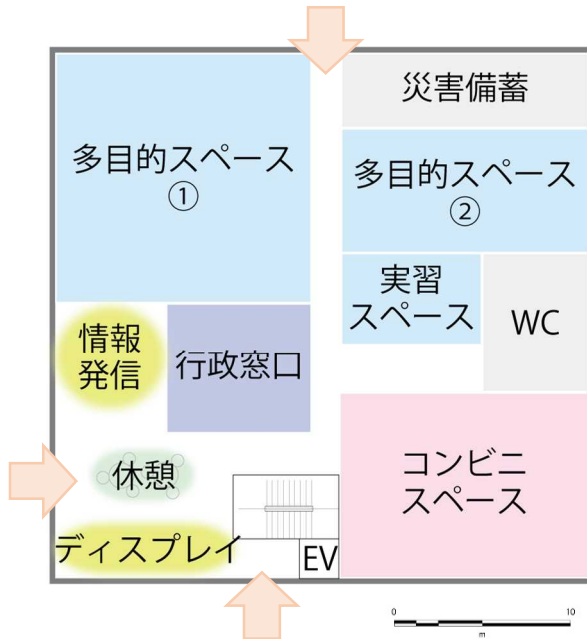 災害備蓄
多目的スペース
①
多目的スペース
②
実習
スペース
WC
情報
発信
行政窓口
休憩
コンビニ
スペース
ディスプレイ
EV
0
10
m